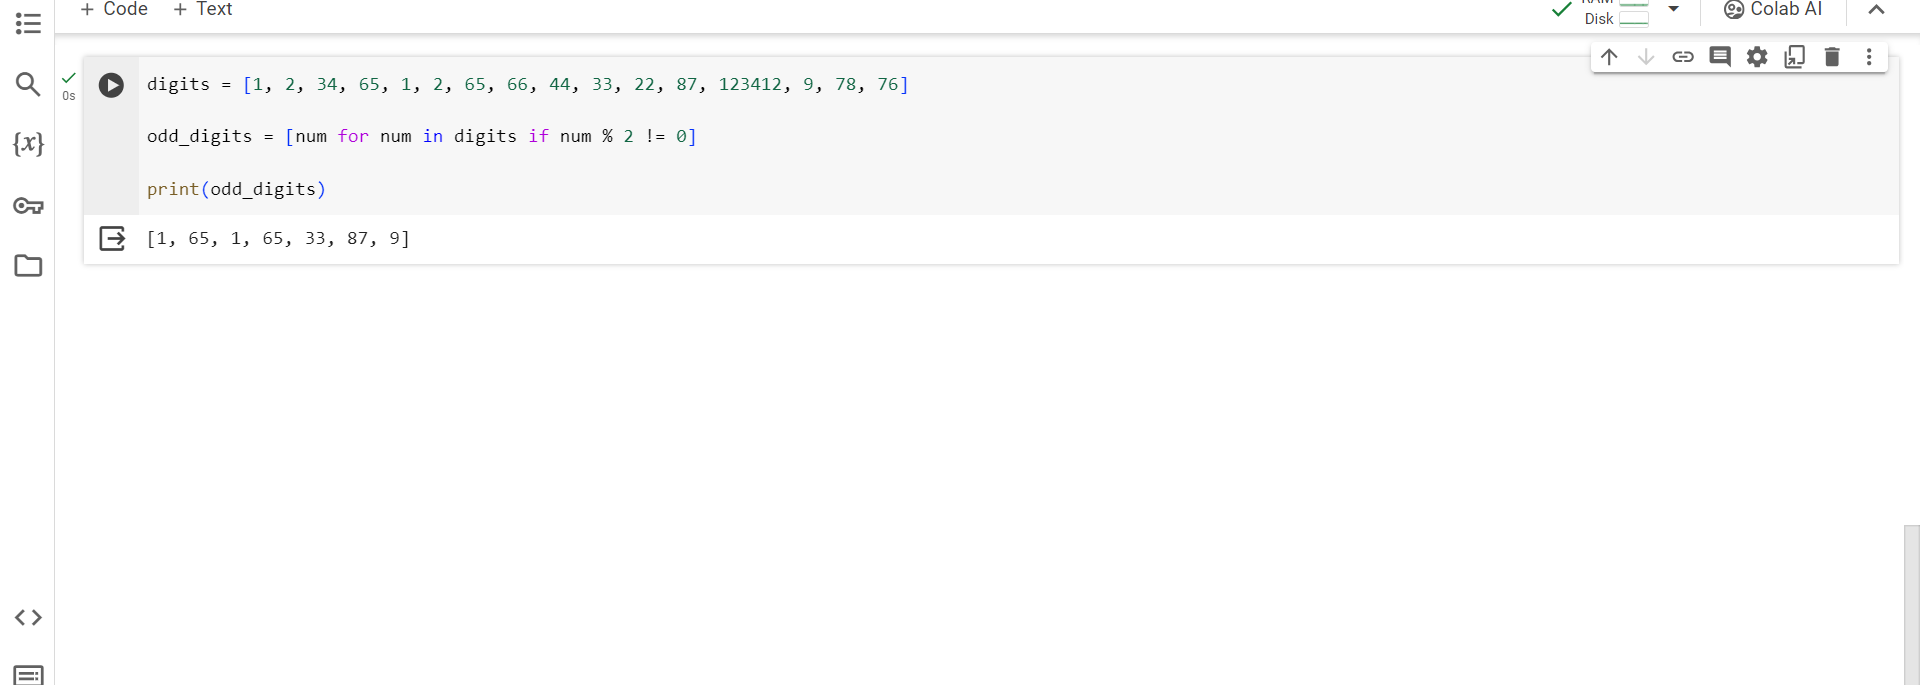 + Code + Text
Disk
Colab AI
{x}
0s
digits = [1, 2, 34, 65, 1, 2, 65, 66, 44, 33, 22, 87, 123412, 9, 78, 76]
odd_digits = [num for num in digits if num % 2 != 0]
print(odd_digits)
[1, 65, 1, 65, 33, 87, 9]